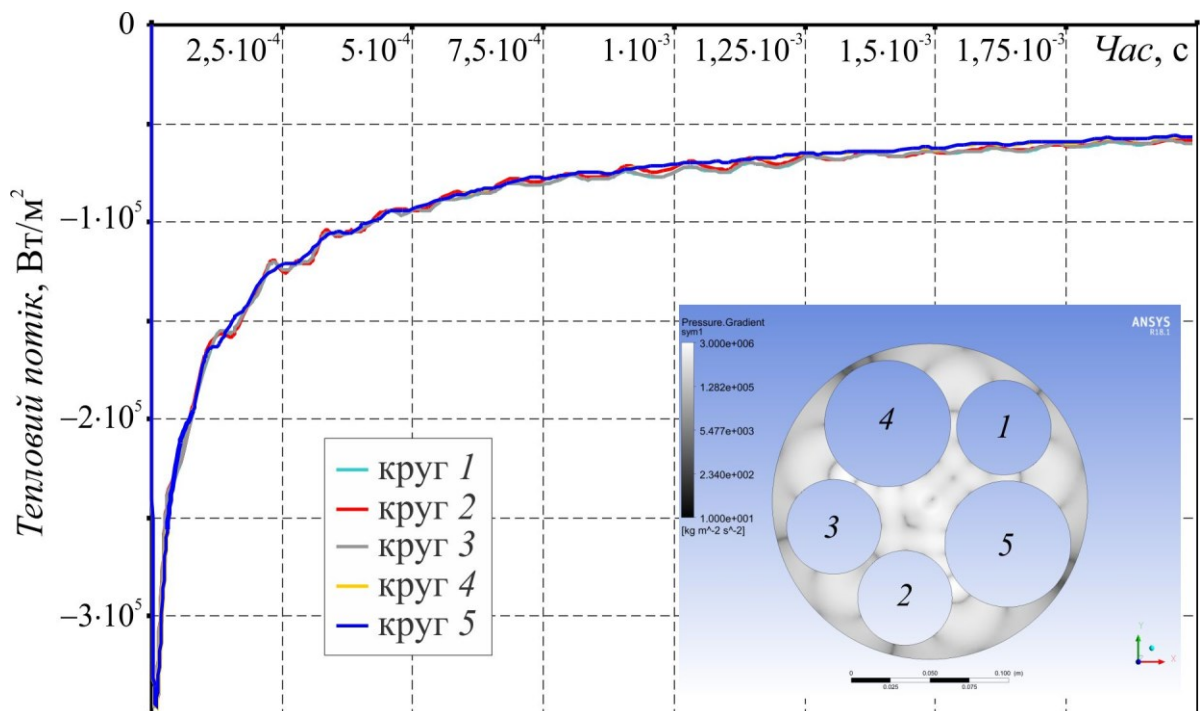 0
2,5·10⁻⁴ 5·10⁻⁴ 7,5·10⁻⁴ 1·10⁻³ 1,25·10⁻³ 1,5·10⁻³ 1,75·10⁻³ Час, с
Тепловий потік, Вт/м²
−1·10⁵
−2·10⁵
−3·10⁵
круг 1
круг 2
круг 3
круг 4
круг 5
Pressure.Gradient
sym1
3.000e+006
1.282e+005
5.477e+003
2.340e+002
1.000e+001
[kg m^-2 s^-2]
ANSYS
R18.1
4
1
3
5
2
0 0.050 0.100 (m)
0.025 0.075
Y
X